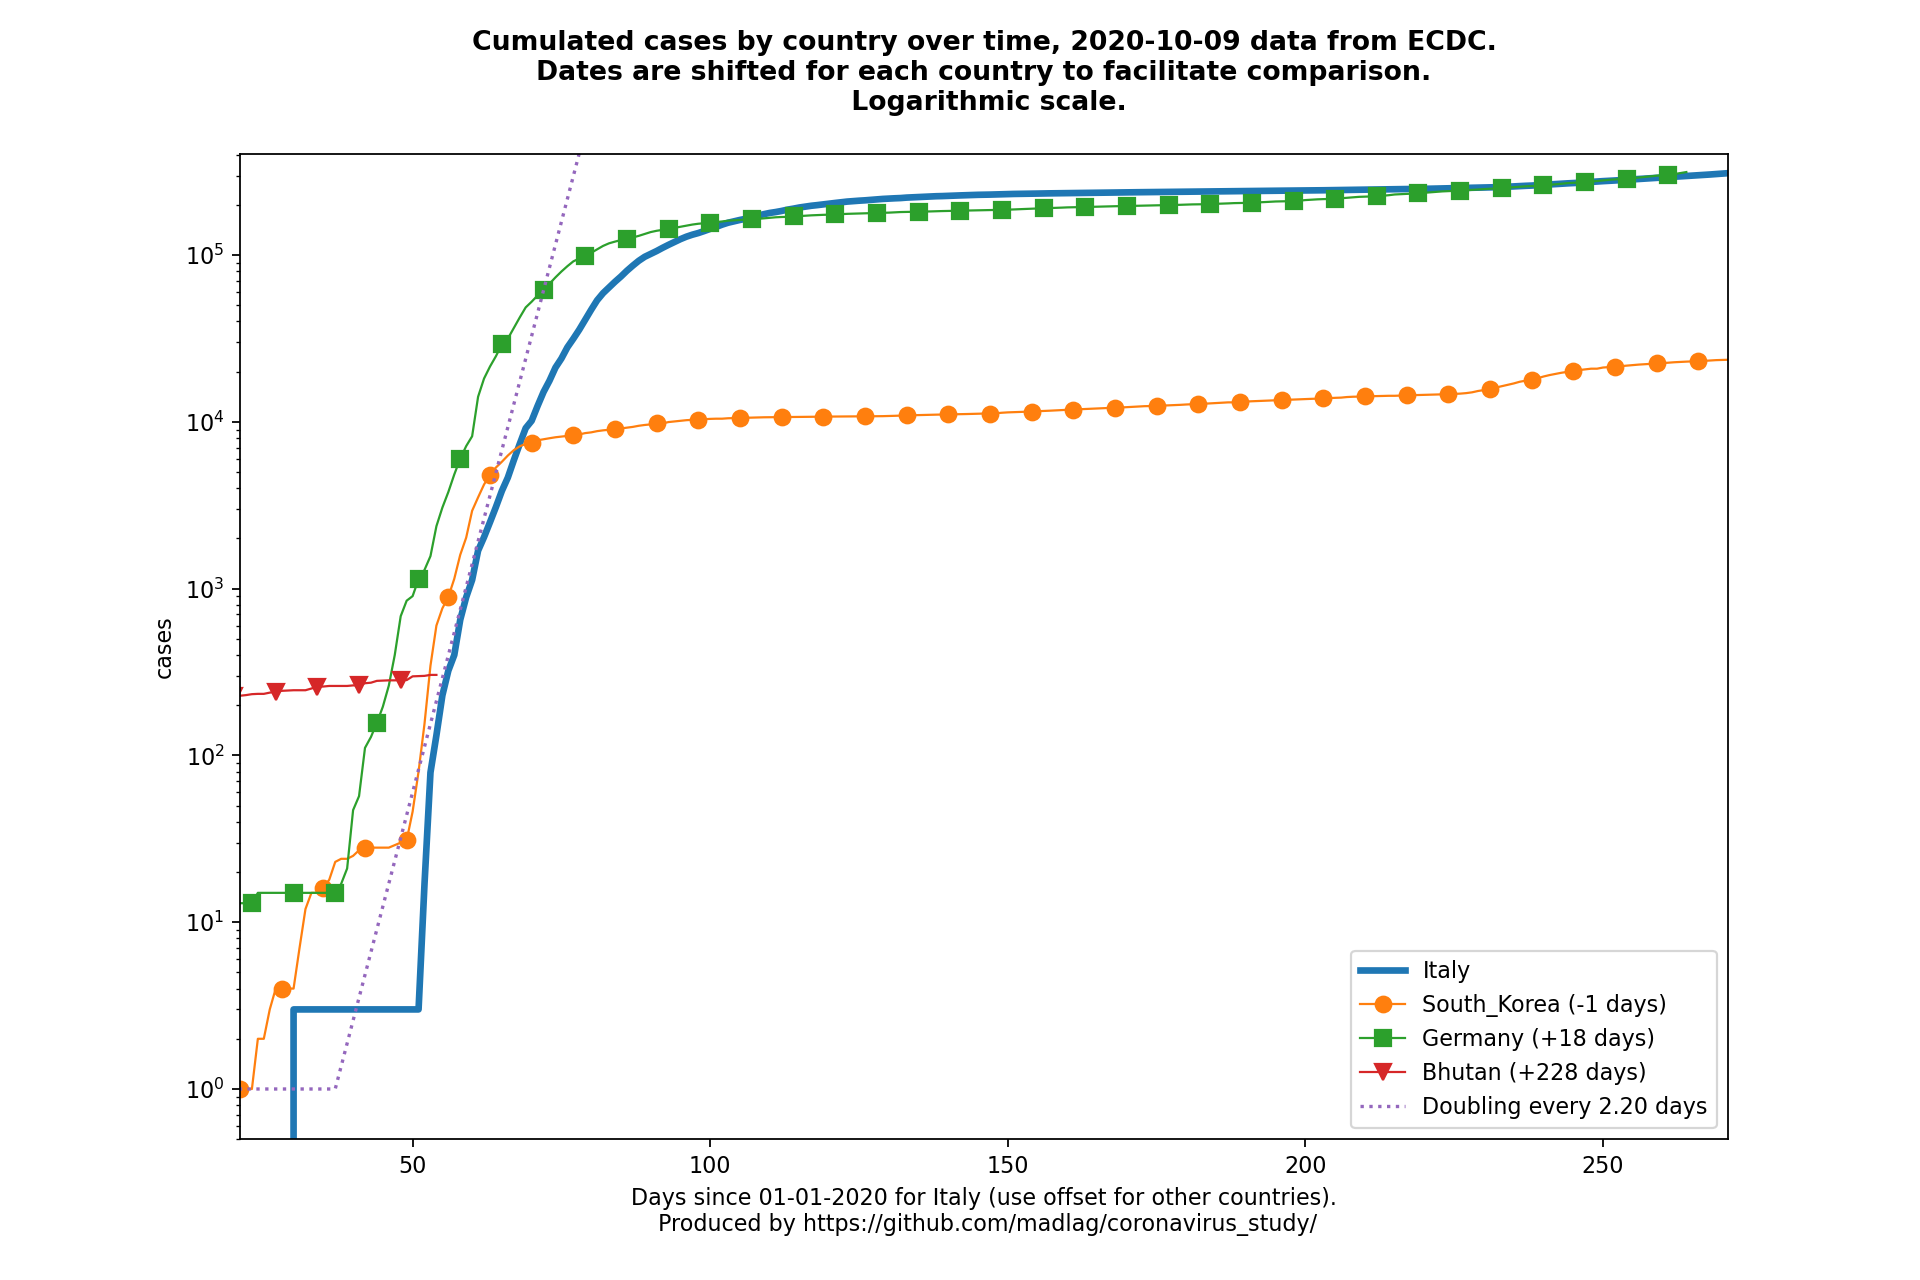 Cumulated cases by country over time, 2020-10-09 data from ECDC.
Dates are shifted for each country to facilitate comparison.
Logarithmic scale.
10^5
10^4
10^3
10^2
10^1
10^0
cases
Italy
South_Korea (-1 days)
Germany (+18 days)
Bhutan (+228 days)
Doubling every 2.20 days
50
100
150
200
250
Days since 01-01-2020 for Italy (use offset for other countries).
Produced by https://github.com/madlag/coronavirus_study/